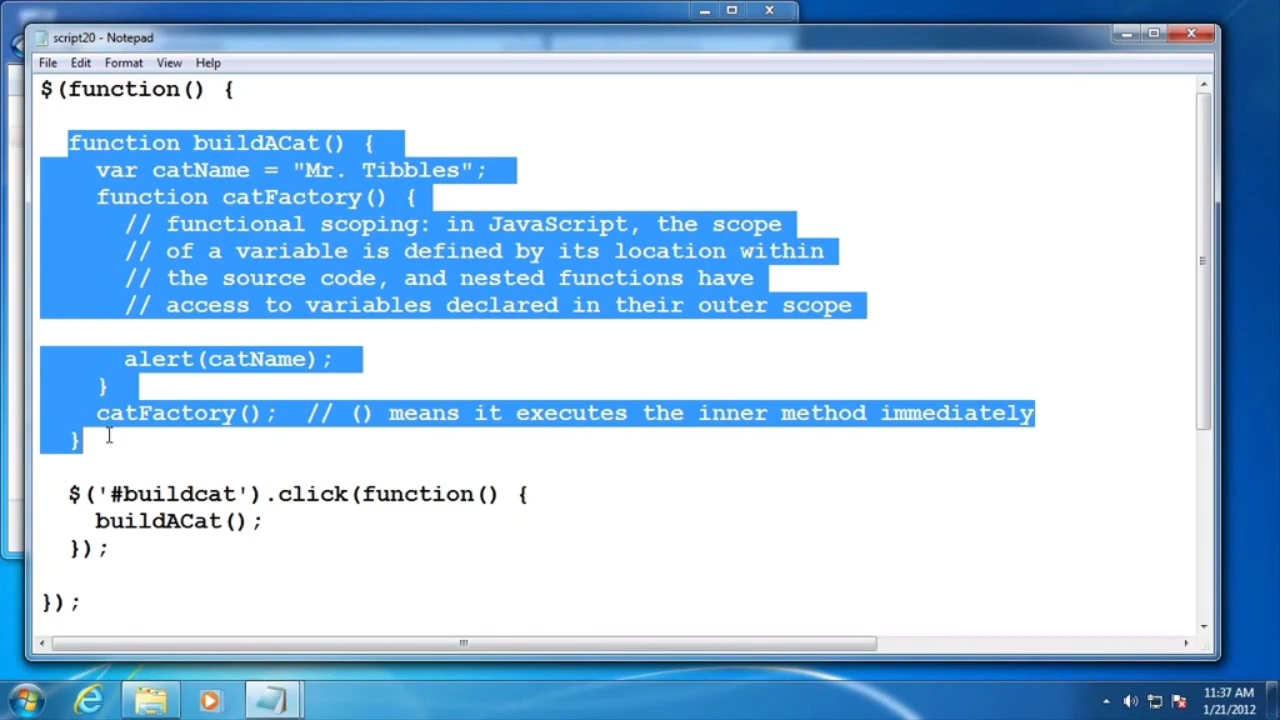 script20 - Notepad
File Edit Format View Help
$(function() {
function buildACat() {
var catName = "Mr. Tibbles";
function catFactory() {
// functional scoping: in JavaScript, the scope
// of a variable is defined by its location within
// the source code, and nested functions have
// access to variables declared in their outer scope
alert(catName);
}
catFactory(); // () means it executes the inner method immediately
}
$('#buildcat').click(function() {
buildACat();
});
});
11:37 AM
1/21/2012